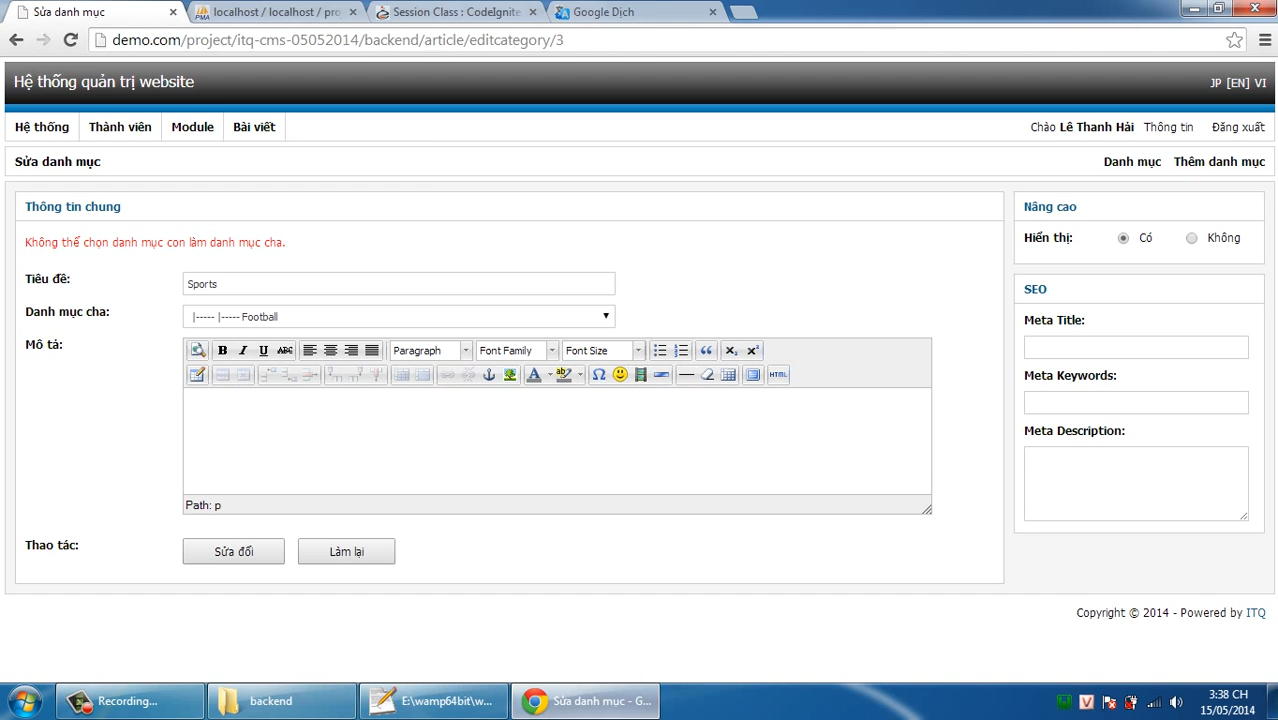 Sửa danh mục
localhost / localhost / pro
Session Class : CodeIgnite
Google Dịch
demo.com/project/itq-cms-05052014/backend/article/editcategory/3
Hệ thống quản trị website
JP [EN] VI
Hệ thống Thành viên Module Bài viết
Chào Lê Thanh Hải Thông tin Đăng xuất
Sửa danh mục
Danh mục Thêm danh mục
Thông tin chung
Không thể chọn danh mục con làm danh mục cha.
Tiêu đề:
Sports
Danh mục cha:
|----- |----- Football
Mô tả:
B I U ABC Paragraph Font Family Font Size
HTML
Path: p
Thao tác:
Sửa đổi Làm lại
Nâng cao
Hiển thị: Có Không
SEO
Meta Title:
Meta Keywords:
Meta Description:
Copyright © 2014 - Powered by ITQ
Recording...
backend
E:\wamp64bit\w...
Sửa danh mục - G...
3:38 CH
15/05/2014